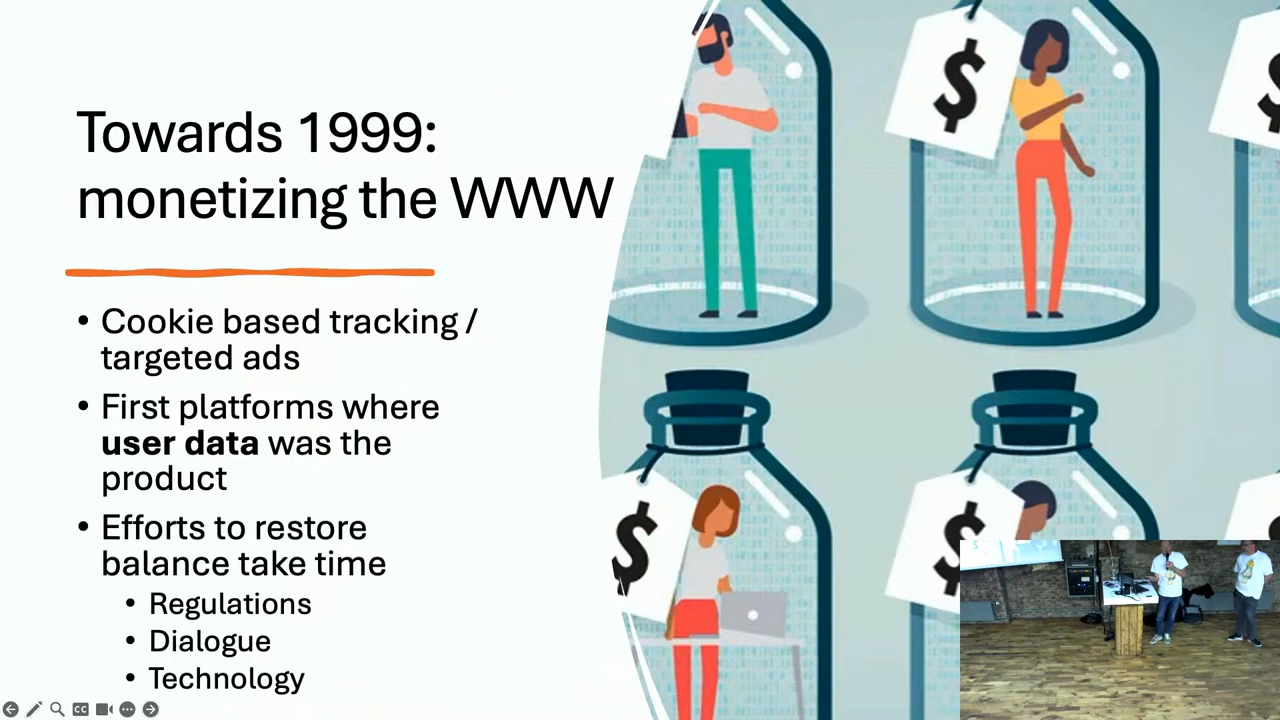 Towards 1999:
monetizing the WWW
• Cookie based tracking /
targeted ads
• First platforms where
user data was the
product
• Efforts to restore
balance take time
• Regulations
• Dialogue
• Technology
$
$
$
$
CC